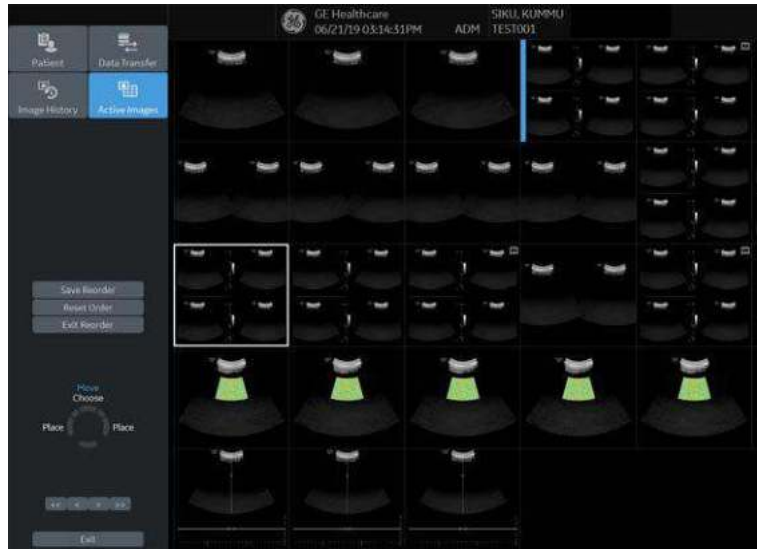 GE Healthcare
06/21/19 03:14:31PM ADM
SIKU, KUMMU
TEST001
Patient
Data Transfer
Image History
Active Images
Save Reorder
Reset Order
Exit Reorder
Move
Choose
Place
Place
<< < > >>
Exit